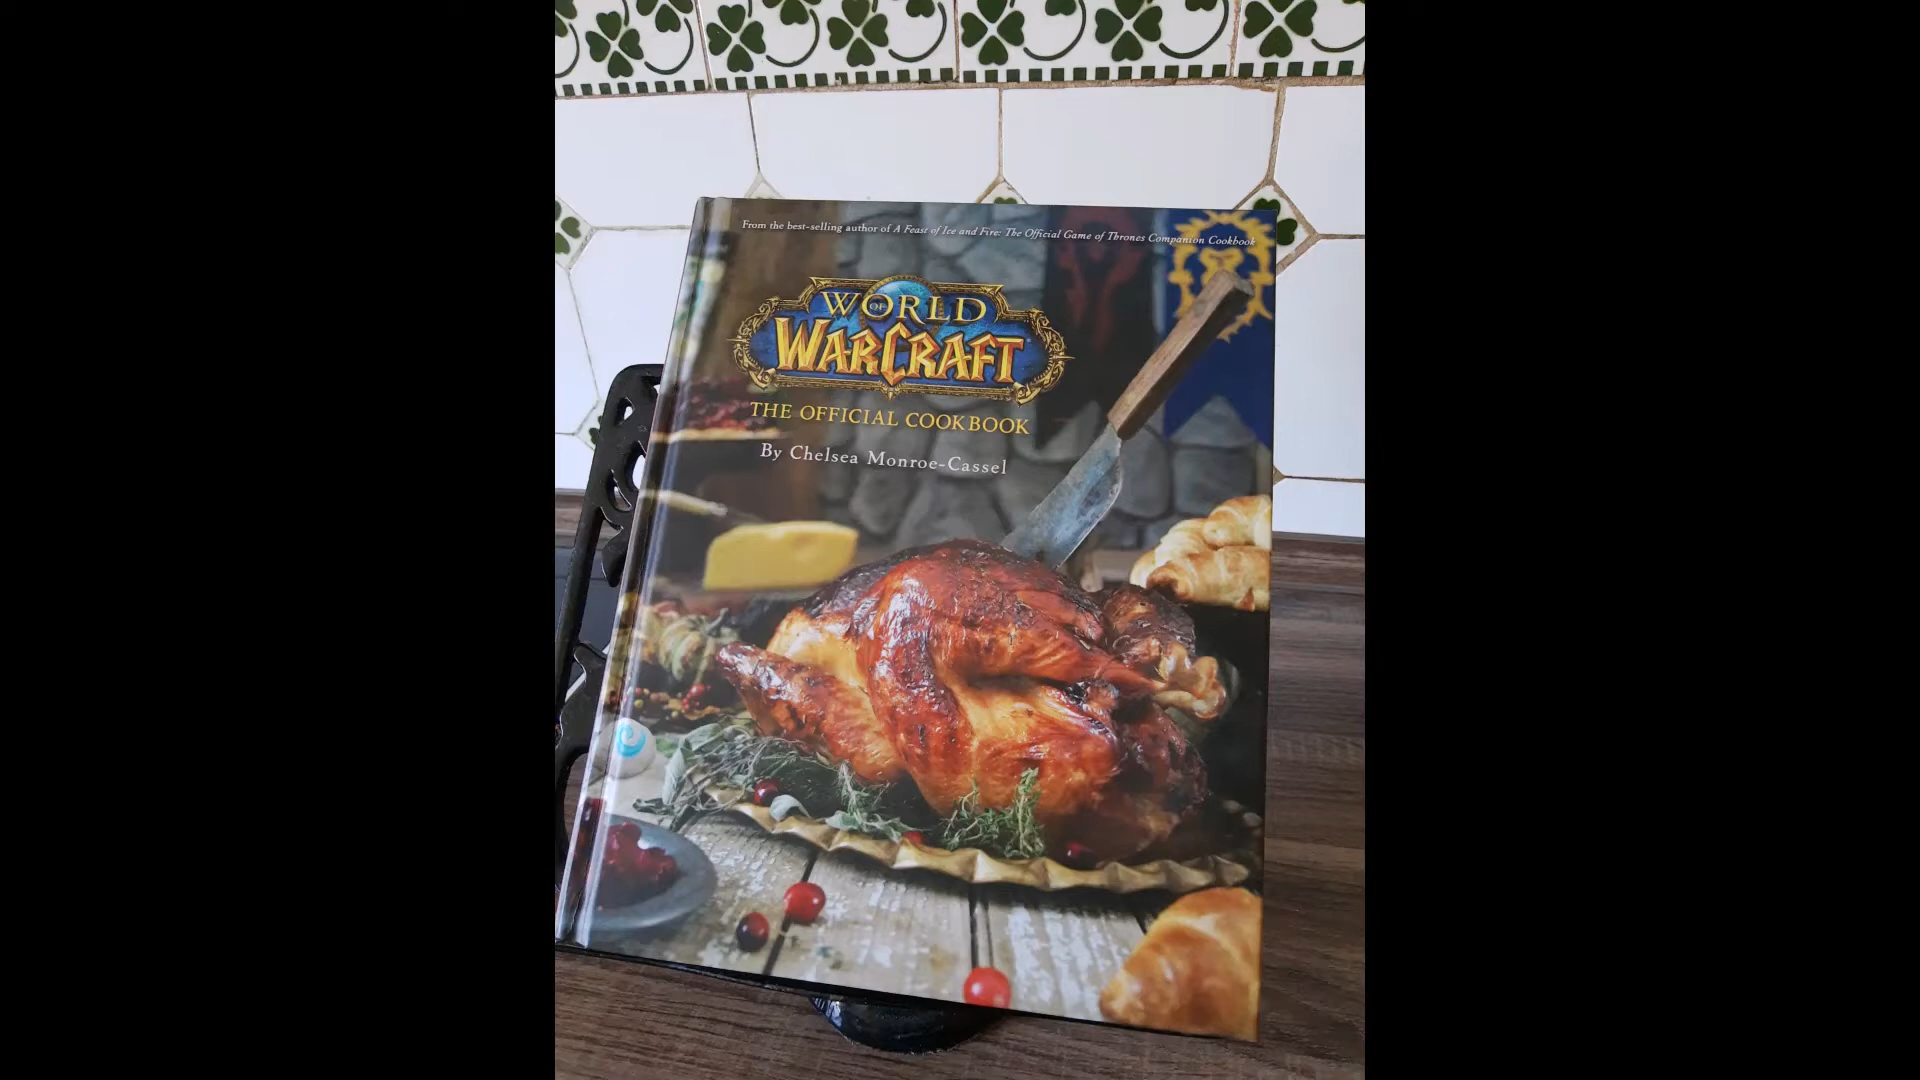 From the best-selling author of A Feast of Ice and Fire: The Official Game of Thrones Companion Cookbook
WORLD
OF
WARCRAFT
THE OFFICIAL COOKBOOK
By Chelsea Monroe-Cassel